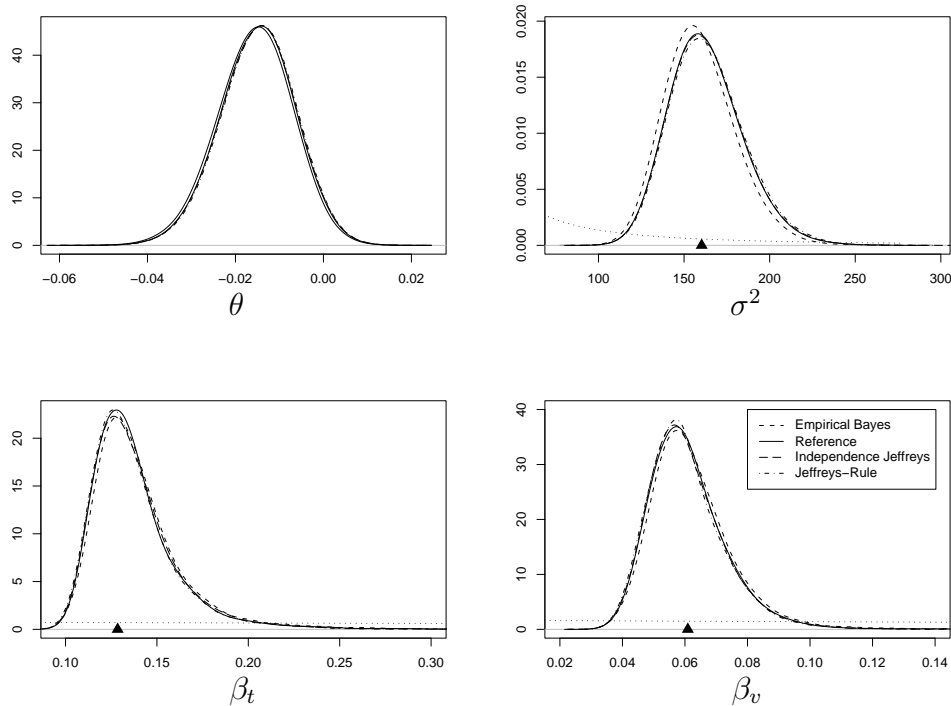 0 10 20 30 40
−0.06 −0.04 −0.02 0.00 0.02
θ
0.000 0.005 0.010 0.015 0.020
100 150 200 250 300
σ²
0 5 10 15 20
0.10 0.15 0.20 0.25 0.30
β_t
0 10 20 30 40
0.02 0.04 0.06 0.08 0.10 0.12 0.14
β_v
Empirical Bayes
Reference
Independence Jeffreys
Jeffreys−Rule